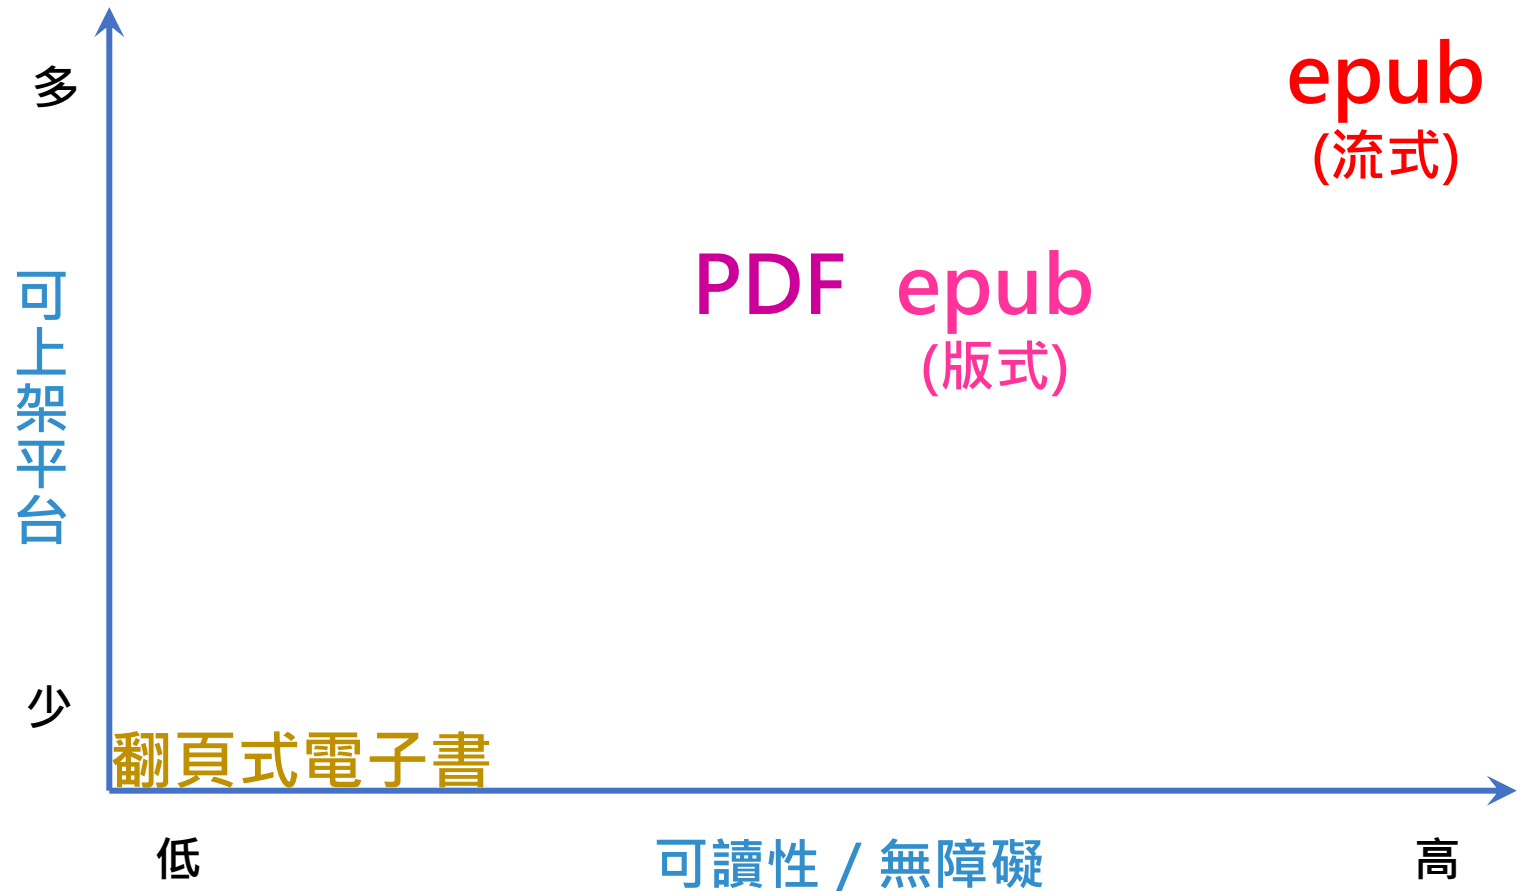 多
epub
(流式)
PDF epub
(版式)
可上架平台
少
翻頁式電子書
低
可讀性 / 無障礙
高